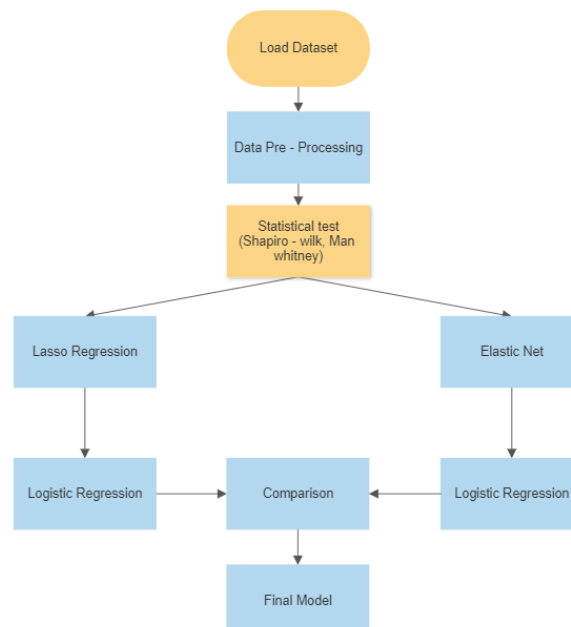 Load Dataset
Data Pre - Processing
Statistical test
(Shapiro - wilk, Man
whitney)
Lasso Regression
Elastic Net
Logistic Regression
Comparison
Logistic Regression
Final Model